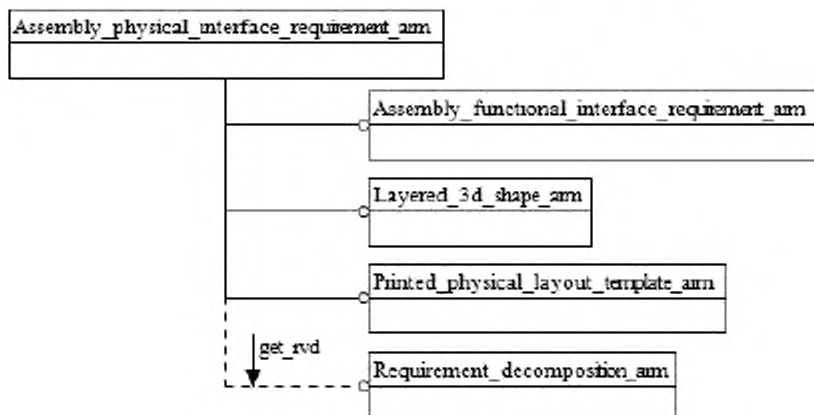 Assembly_physical_interface_requirement_arm
Assembly_functional_interface_requirement_arm
Layered_3d_shape_arm
Printed_physical_layout_template_arm
get_rvd
Requirement_decomposition_arm